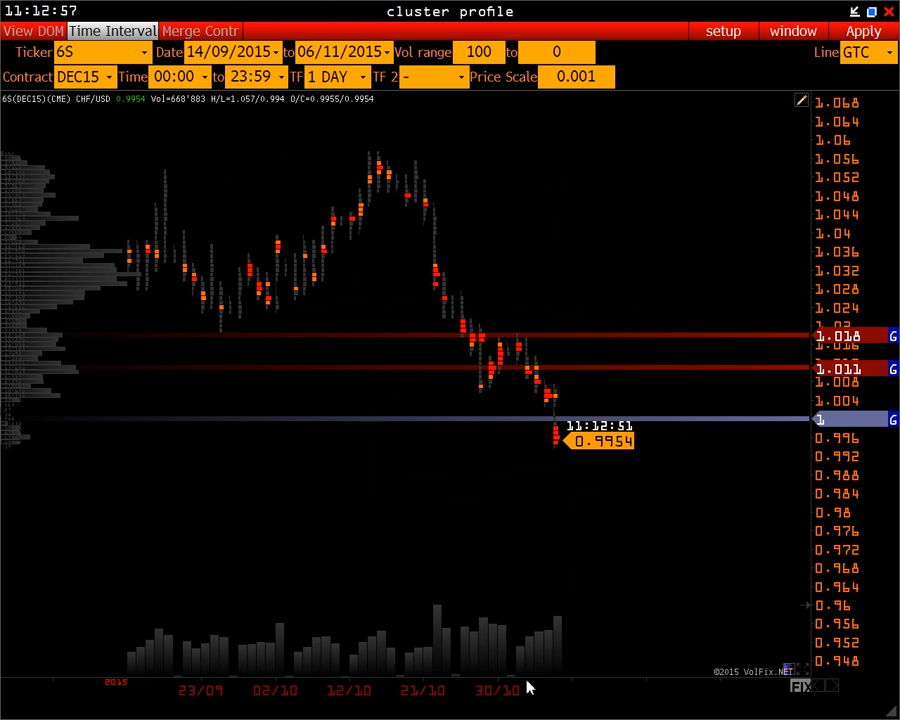 11:12:57 cluster profile
View DOM Time Interval Merge Contr setup window Apply
Ticker 6S Date 14/09/2015 to 06/11/2015 Vol range 100 to 0 Line GTC
Contract DEC15 Time 00:00 to 23:59 TF 1 DAY TF 2 - Price Scale 0.001
6S(DEC15)(CME) CHF/USD 0.9954 Vol=668'883 H/L=1.057/0.994 O/C=0.9955/0.9954
1.068
1.064
1.06
1.056
1.052
1.048
1.044
1.04
1.036
1.032
1.028
1.024
1.018 G
1.011 G
1.008
1.004
1 G
11:12:51
0.9954
0.996
0.992
0.988
0.984
0.98
0.976
0.972
0.968
0.964
0.96
0.956
0.952
0.948
©2015 VolFix.NET
2015 23/09 02/10 12/10 21/10 30/10 FIX